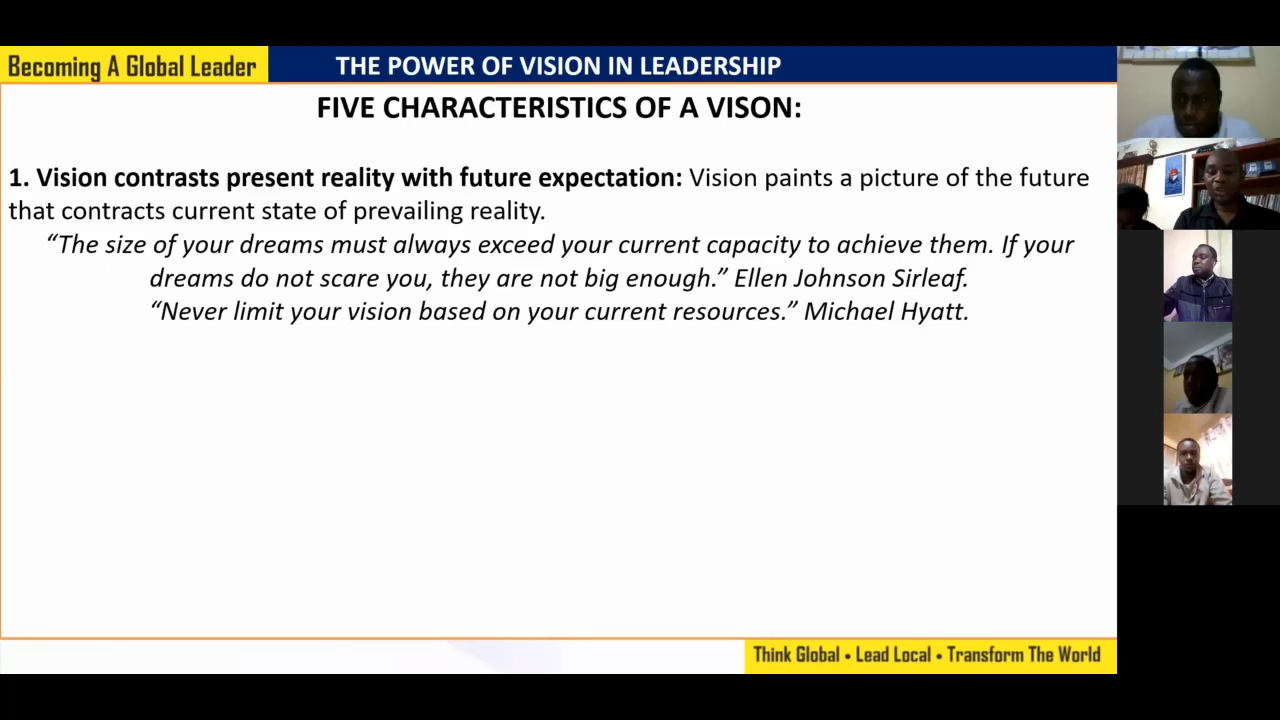 Becoming A Global Leader
THE POWER OF VISION IN LEADERSHIP
FIVE CHARACTERISTICS OF A VISON:
1. Vision contrasts present reality with future expectation: Vision paints a picture of the future
that contracts current state of prevailing reality.
“The size of your dreams must always exceed your current capacity to achieve them. If your
dreams do not scare you, they are not big enough.” Ellen Johnson Sirleaf.
“Never limit your vision based on your current resources.” Michael Hyatt.
Think Global • Lead Local • Transform The World